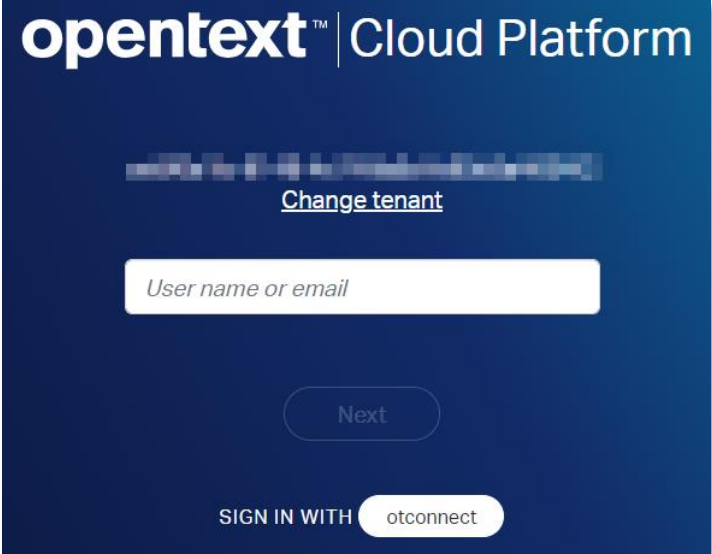 opentext™ | Cloud Platform
Change tenant
User name or email
Next
SIGN IN WITH otconnect